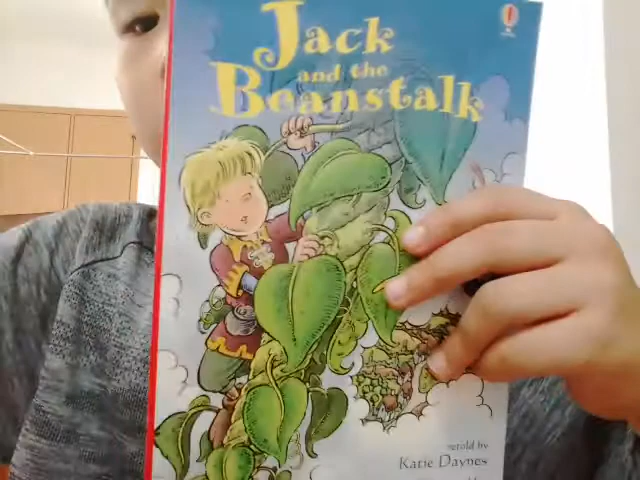 Jack
and the
Beanstalk
retold by
Katie Daynes